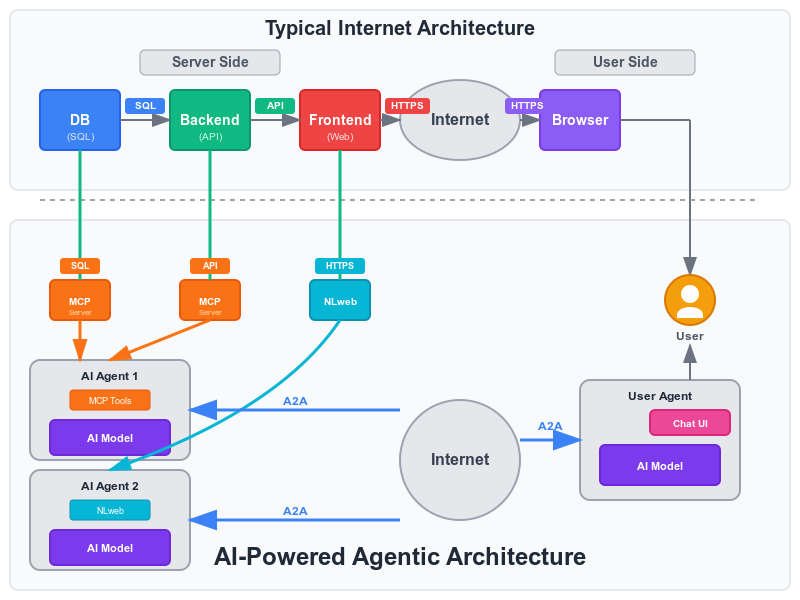 Typical Internet Architecture
Server Side
User Side
DB
(SQL)
SQL
Backend
(API)
API
Frontend
(Web)
HTTPS
Internet
HTTPS
Browser
SQL
API
HTTPS
MCP
Server
MCP
Server
NLweb
User
AI Agent 1
MCP Tools
AI Model
A2A
Internet
A2A
User Agent
Chat UI
AI Model
AI Agent 2
NLweb
AI Model
A2A
AI-Powered Agentic Architecture